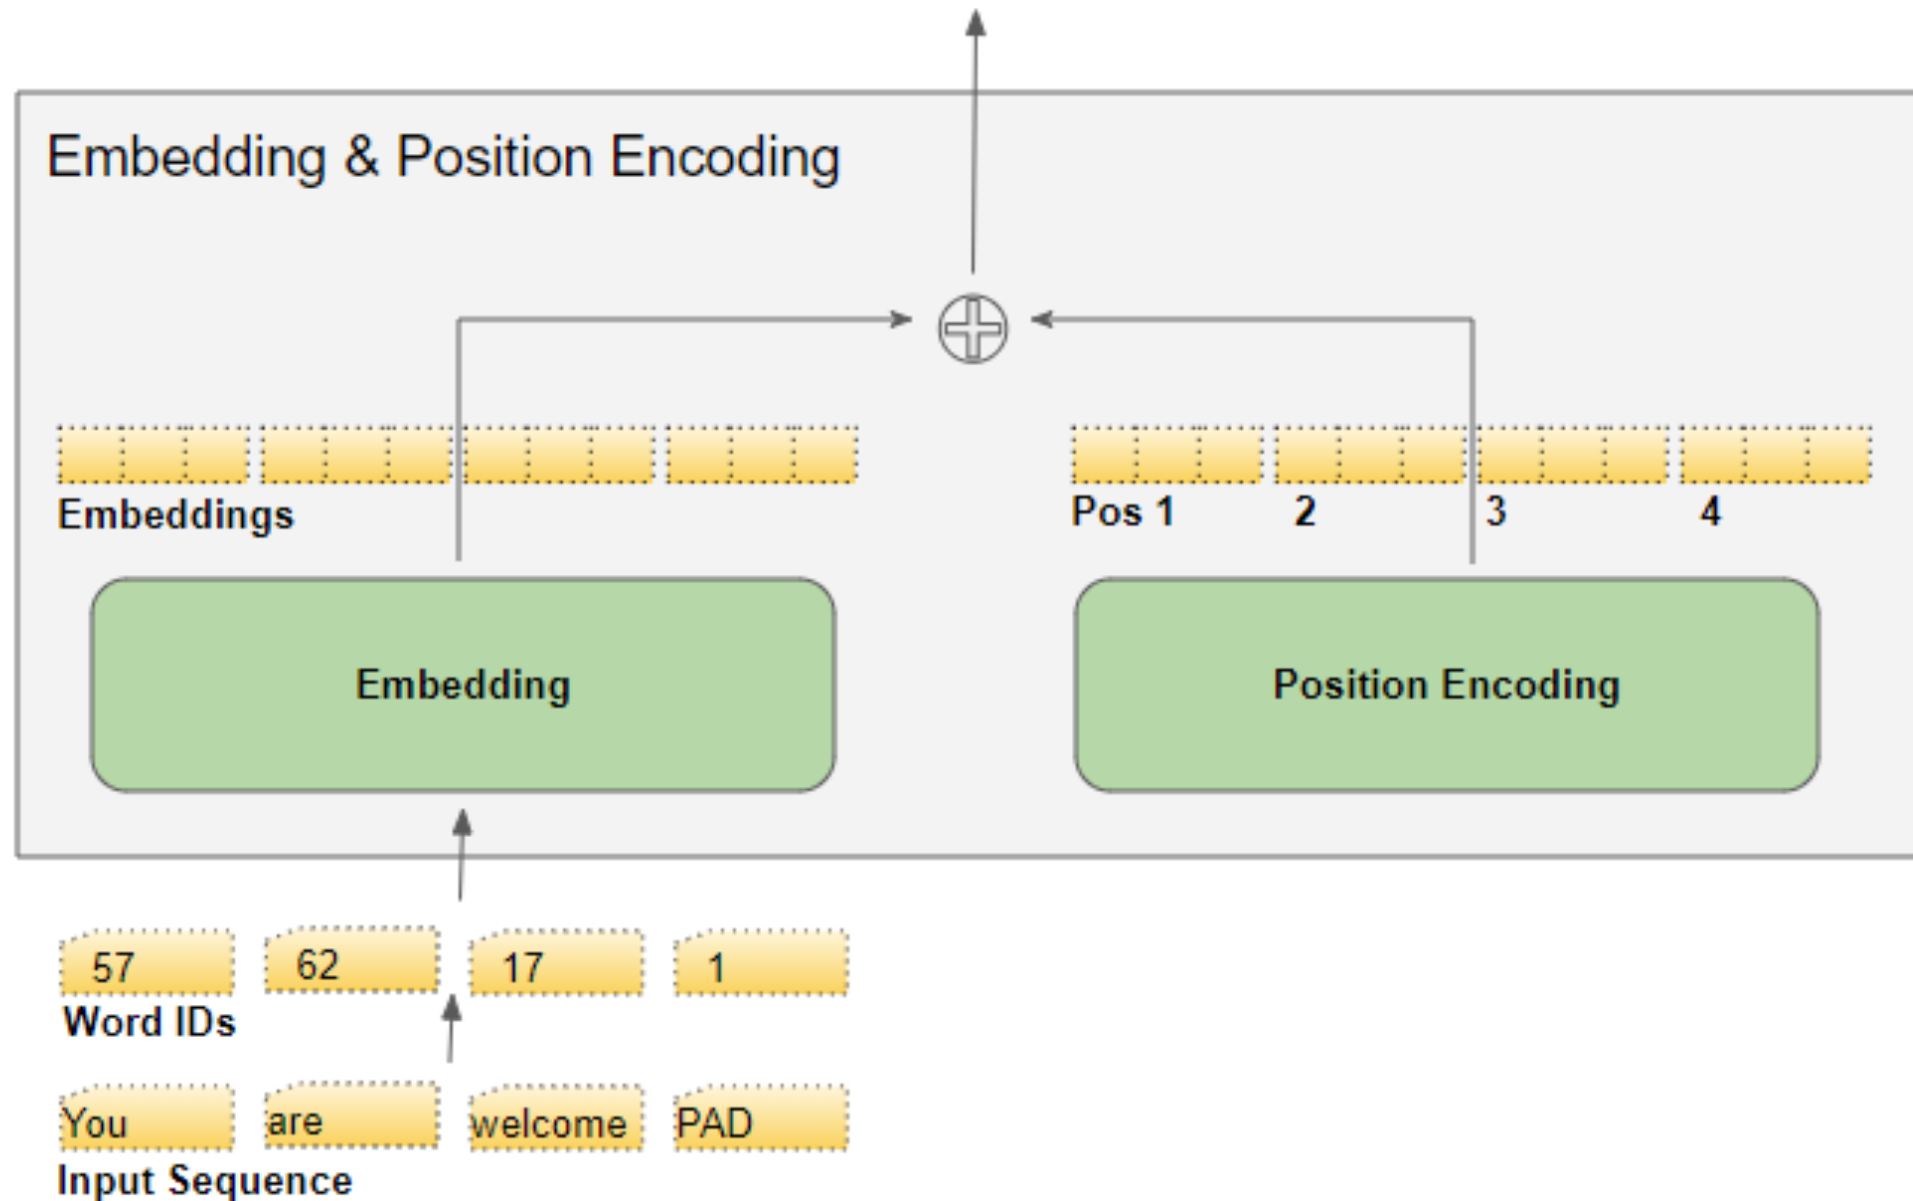 Embedding & Position Encoding
Embeddings
Pos 1 2 3 4
Embedding
Position Encoding
57 62 17 1
Word IDs
You are welcome PAD
Input Sequence